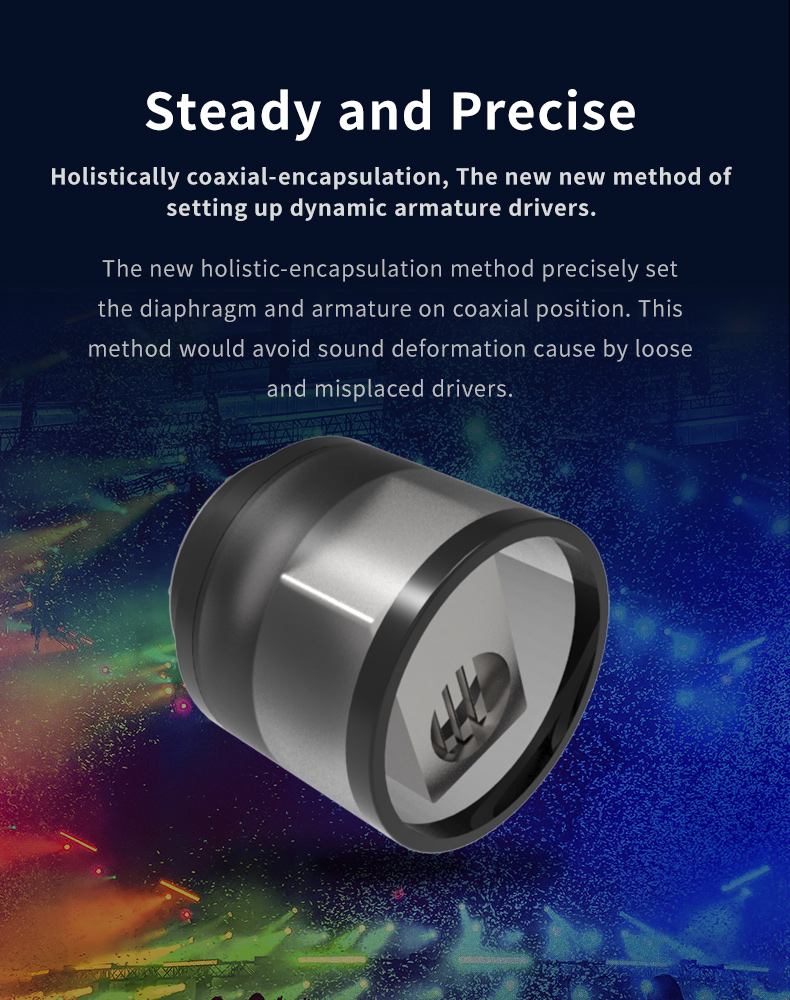 Steady and Precise
Holistically coaxial-encapsulation, The new new method of
setting up dynamic armature drivers.
The new holistic-encapsulation method precisely set
the diaphragm and armature on coaxial position. This
method would avoid sound deformation cause by loose
and misplaced drivers.